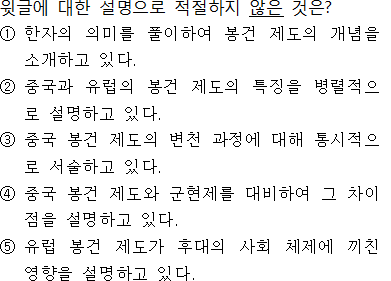 윗글에 대한 설명으로 적절하지 않은 것은?
① 한자의 의미를 풀이하여 봉건 제도의 개념을
소개하고 있다.
② 중국과 유럽의 봉건 제도의 특징을 병렬적으
로 설명하고 있다.
③ 중국 봉건 제도의 변천 과정에 대해 통시적으
로 서술하고 있다.
④ 중국 봉건 제도와 군현제를 대비하여 그 차이
점을 설명하고 있다.
⑤ 유럽 봉건 제도가 후대의 사회 체제에 끼친
영향을 설명하고 있다.